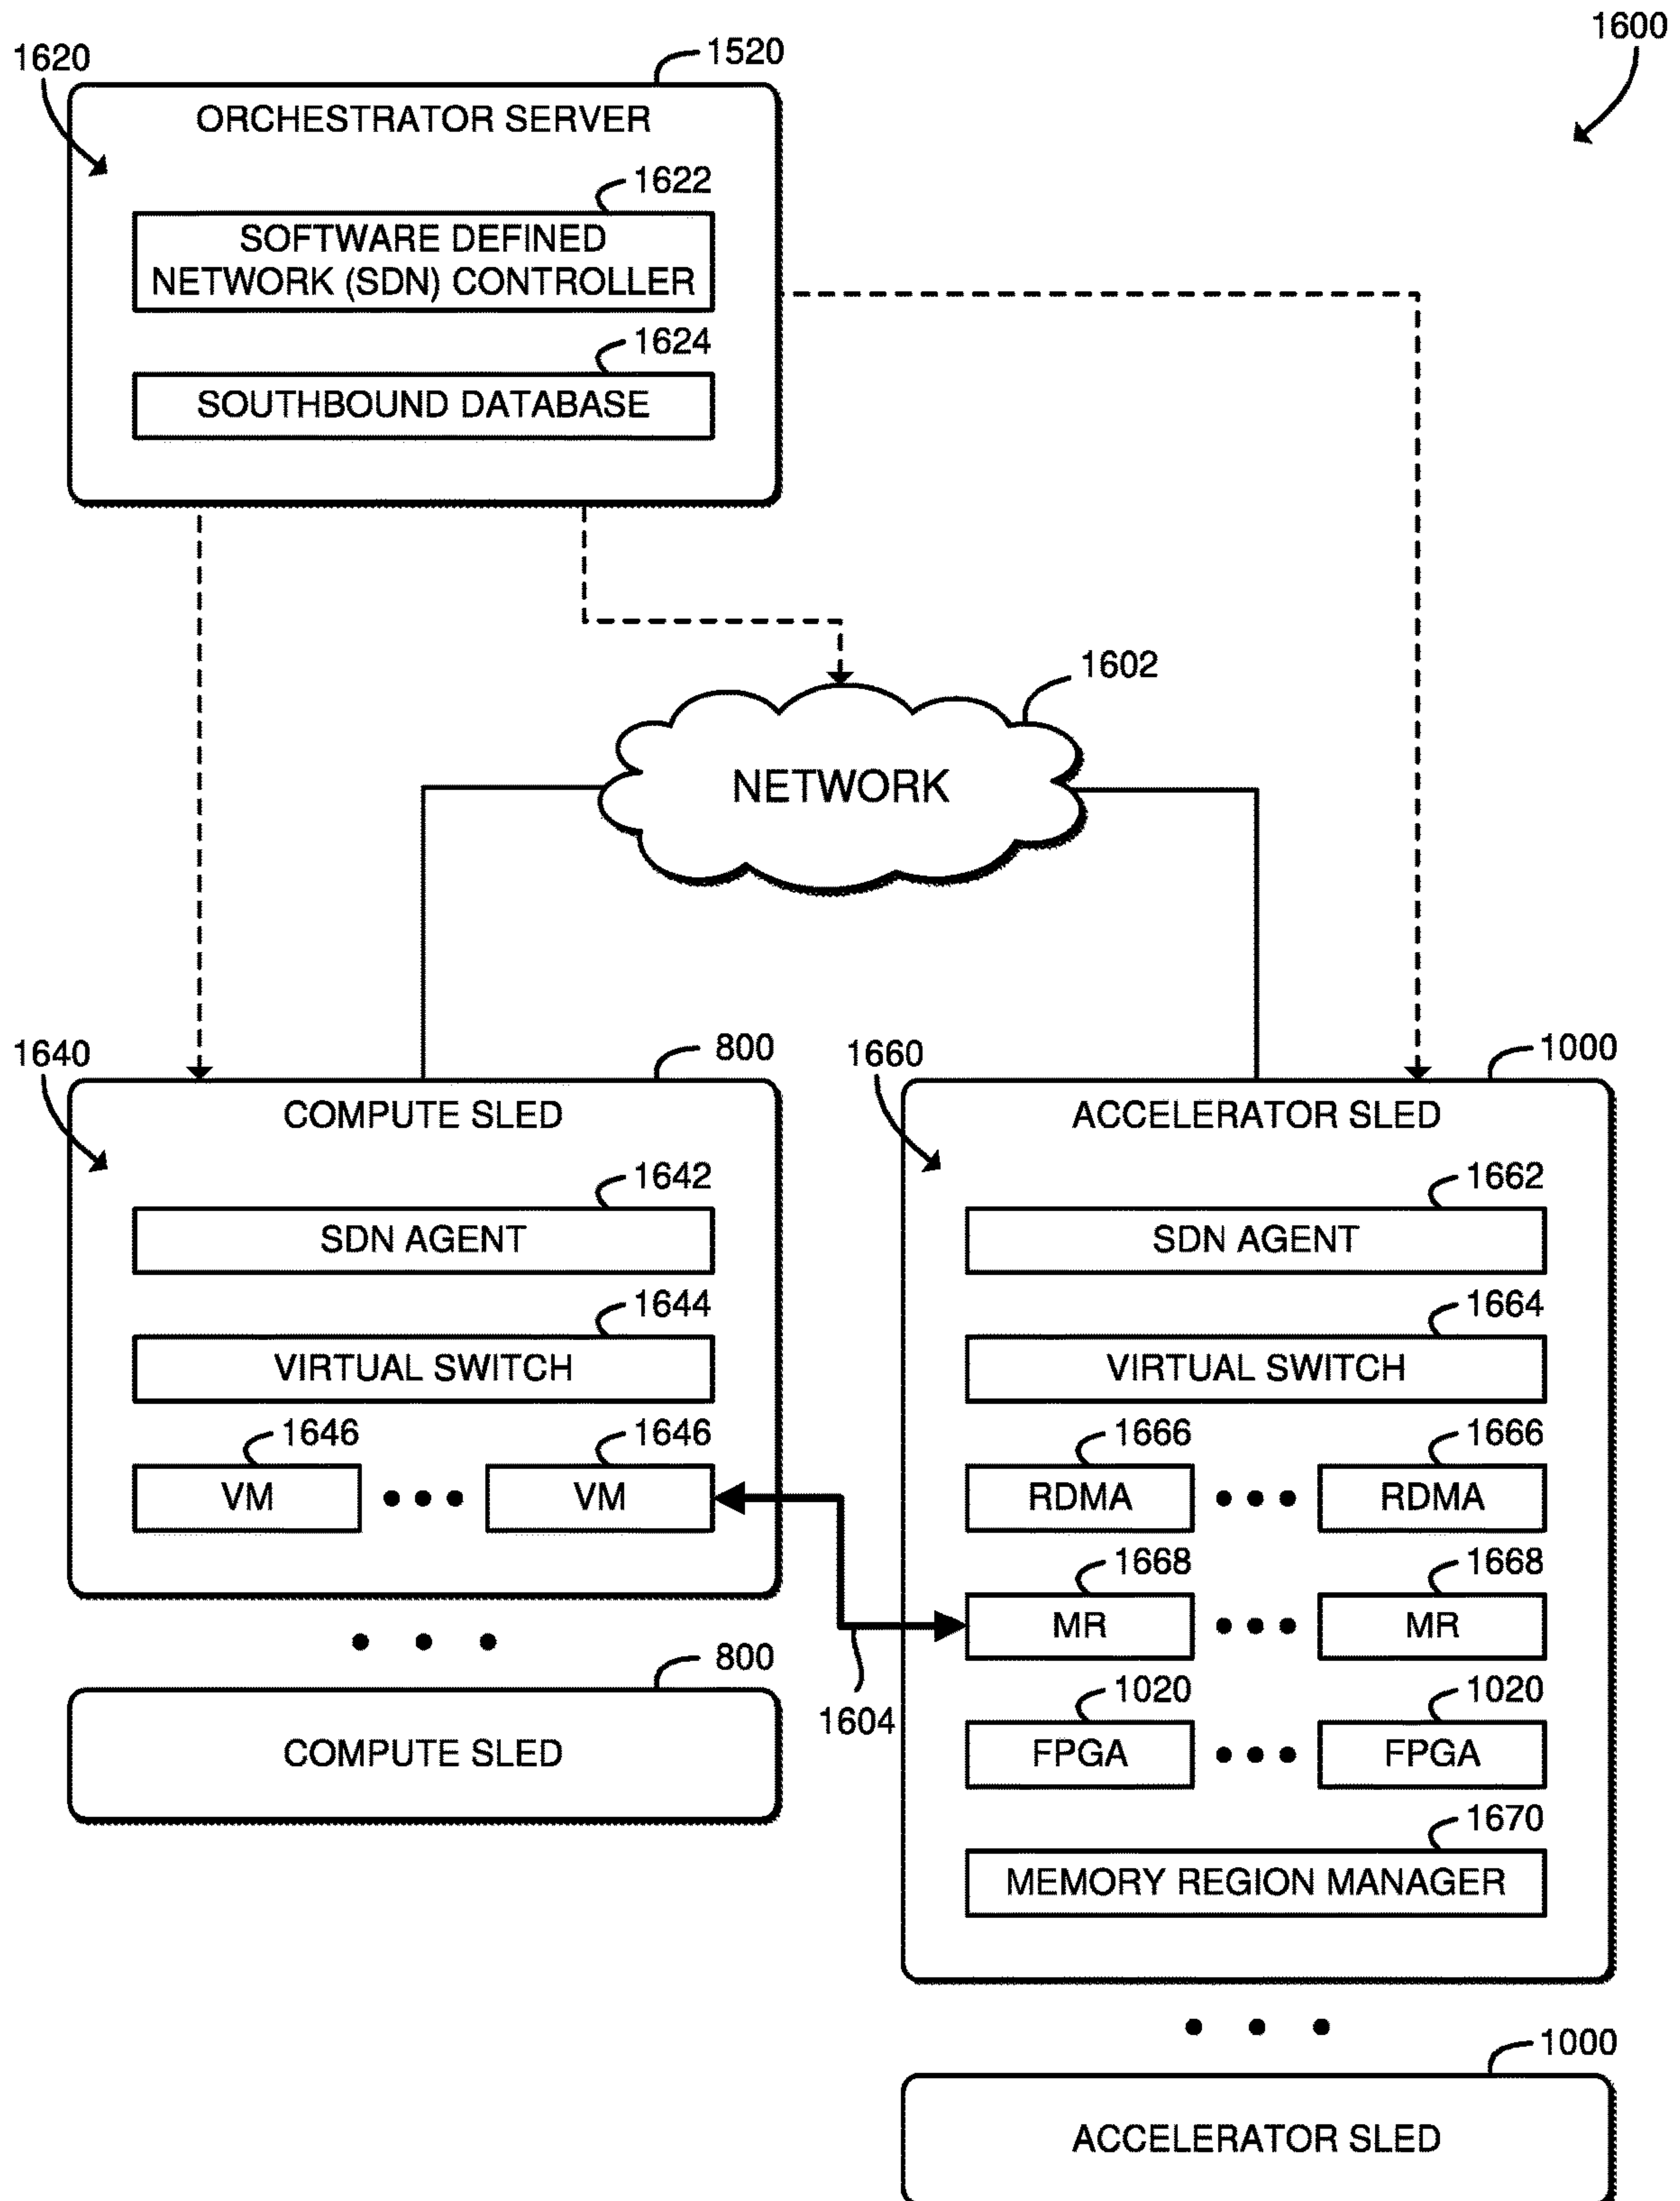 1600
1620
1520
ORCHESTRATOR SERVER
1622
SOFTWARE DEFINED
NETWORK (SDN) CONTROLLER
1624
SOUTHBOUND DATABASE
1602
NETWORK
1640
800
COMPUTE SLED
1642
SDN AGENT
1644
VIRTUAL SWITCH
1646
1646
VM
VM
800
COMPUTE SLED
1604
1660
1000
ACCELERATOR SLED
1662
SDN AGENT
1664
VIRTUAL SWITCH
1666
1666
RDMA
RDMA
1668
1668
MR
MR
1020
1020
FPGA
FPGA
1670
MEMORY REGION MANAGER
1000
ACCELERATOR SLED